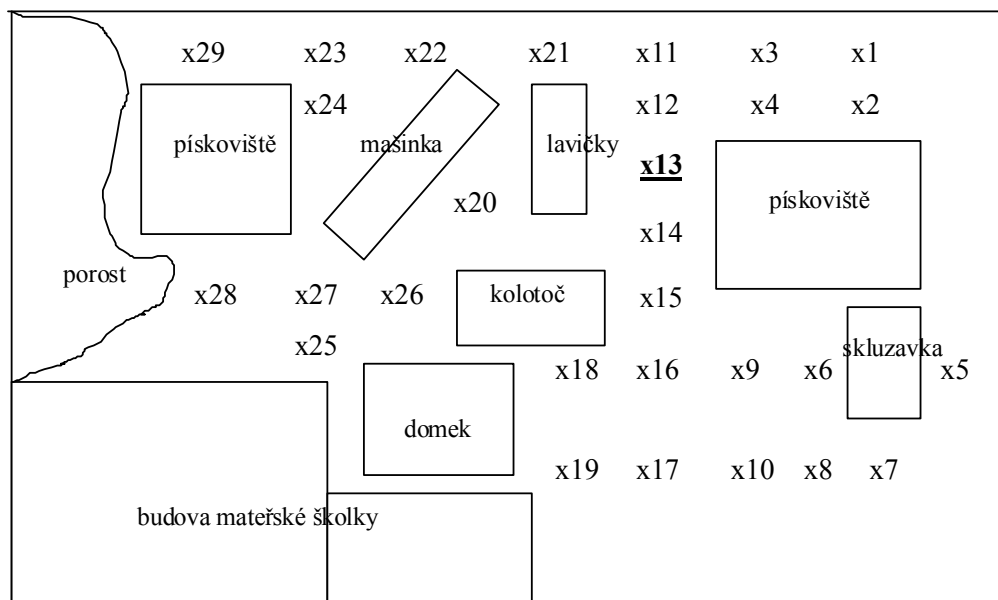 x29 x23 x22 x21 x11 x3 x1
x24 x12 x4 x2
pískoviště mašinka lavičky x13
x20 pískoviště
x14
porost x28 x27 x26 kolotoč x15
x25 skluzavka
x18 x16 x9 x6 x5
domek
x19 x17 x10 x8 x7
budova mateřské školky